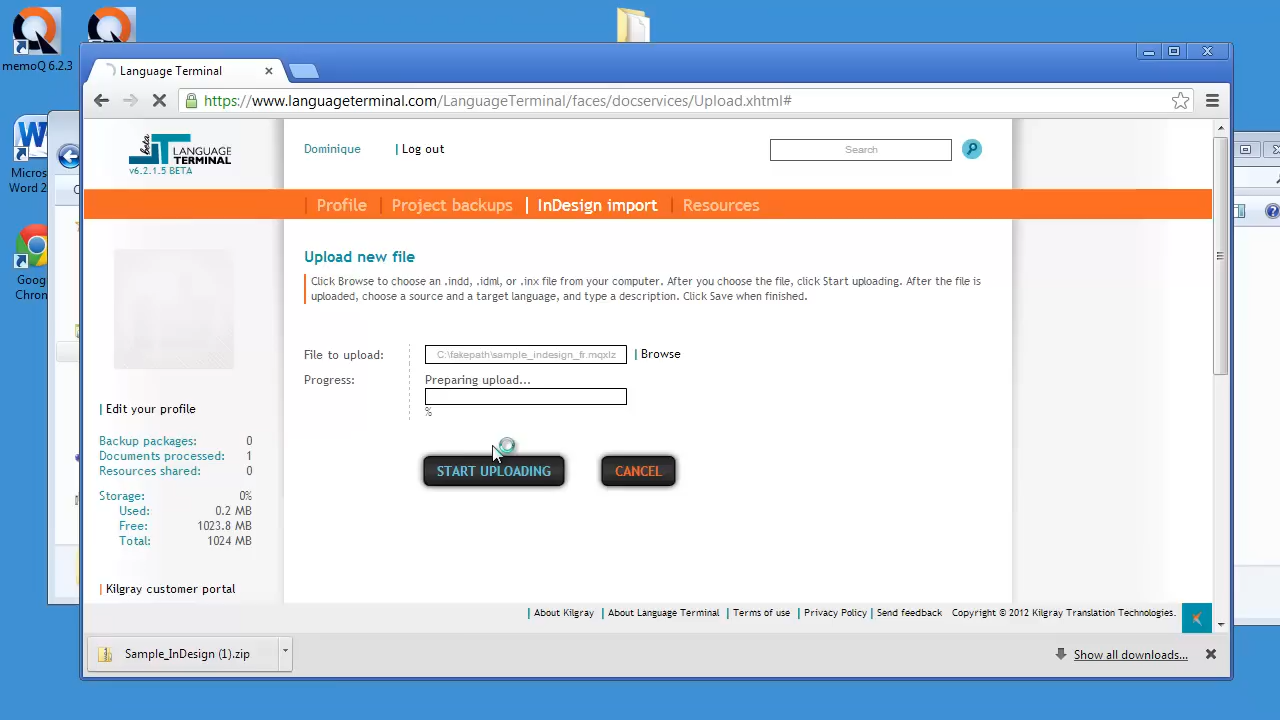 memoQ 6.2.3
Language Terminal
https://www.languageterminal.com/LanguageTerminal/faces/docservices/Upload.xhtml#
beta
LT LANGUAGE
TERMINAL
v6.2.1.5 BETA
Dominique
Log out
Search
Micros
Word 2
Profile
Project backups
InDesign import
Resources
Upload new file
Click Browse to choose an .indd, .idml, or .inx file from your computer. After you choose the file, click Start uploading. After the file is
uploaded, choose a source and a target language, and type a description. Click Save when finished.
Goog
Chron
File to upload:
C:\fakepath\sample_indesign_fr.mqxlz
Browse
Progress:
Preparing upload...
%
Edit your profile
Backup packages: 0
Documents processed: 1
Resources shared: 0
START UPLOADING
CANCEL
Storage: 0%
Used: 0.2 MB
Free: 1023.8 MB
Total: 1024 MB
Kilgray customer portal
About Kilgray
About Language Terminal
Terms of use
Privacy Policy
Send feedback
Copyright © 2012 Kilgray Translation Technologies.
Sample_InDesign (1).zip
Show all downloads...